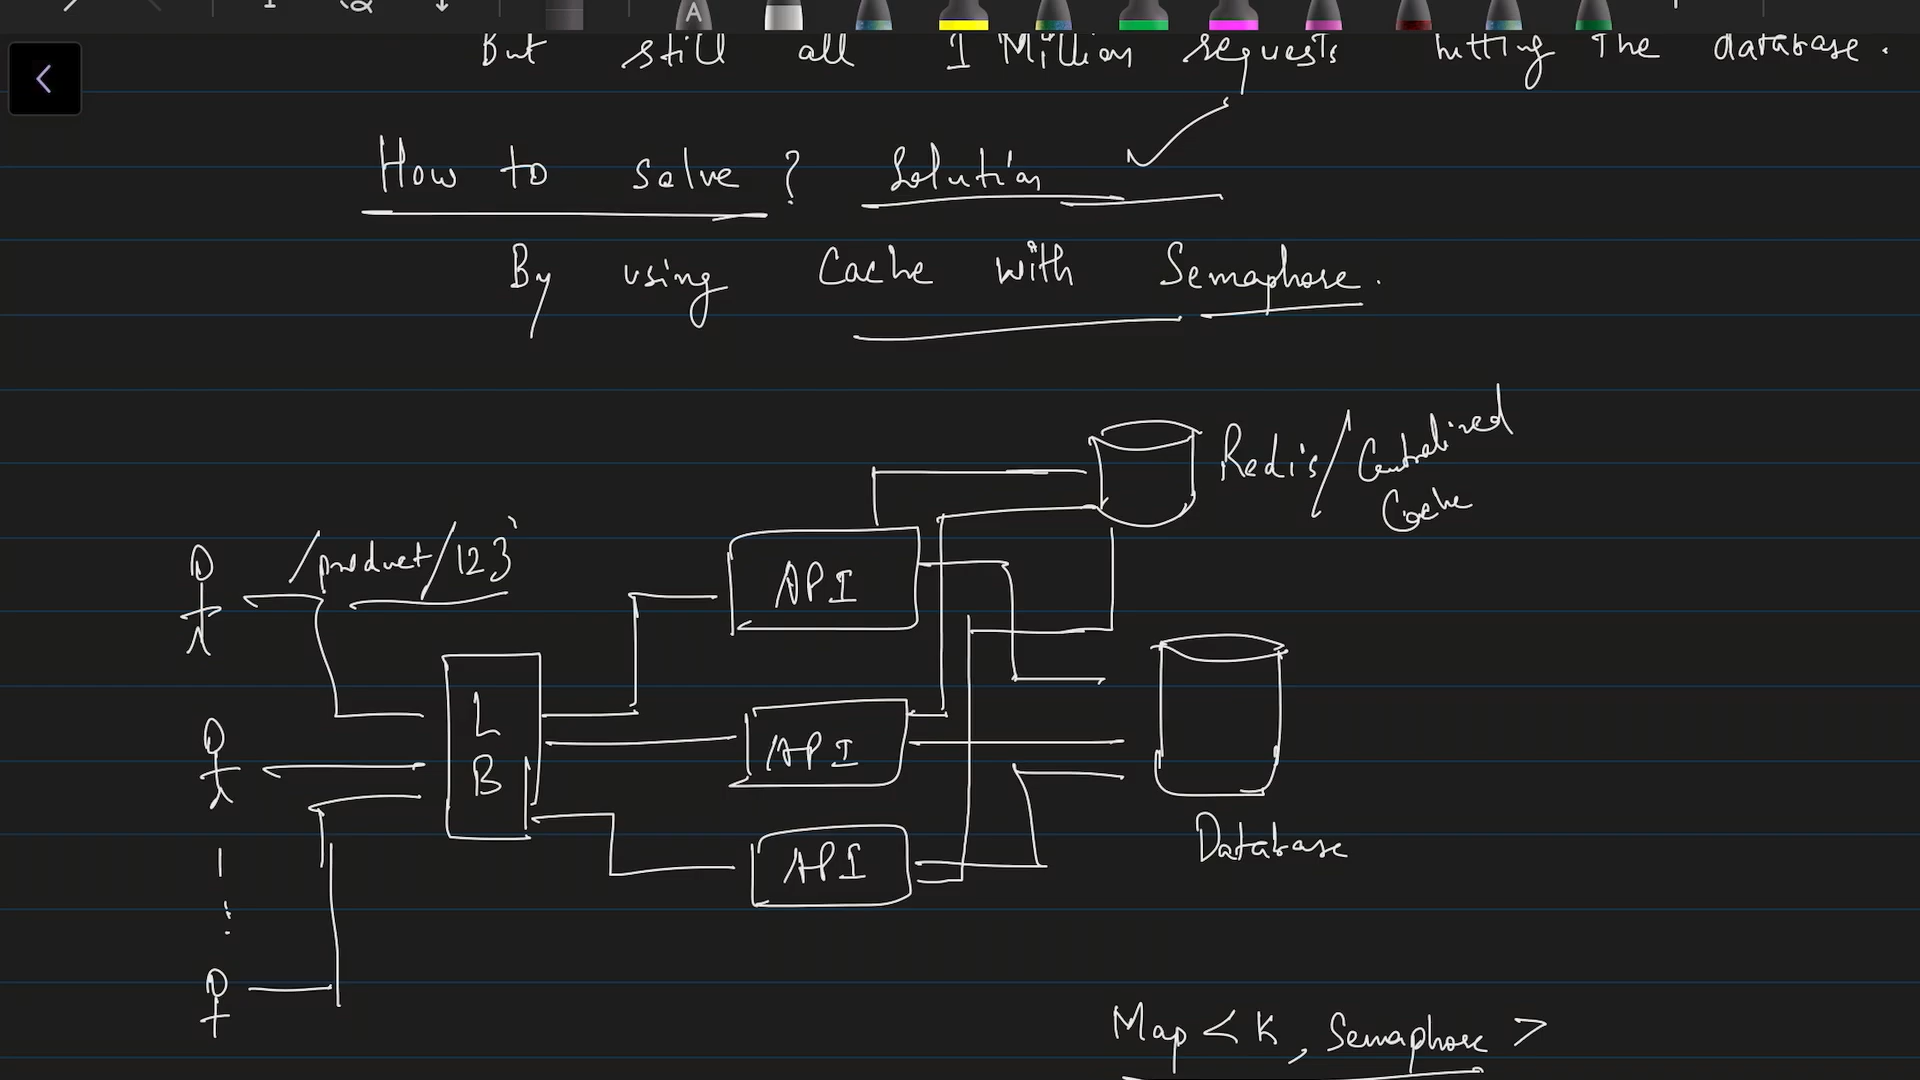 But still all 1 Million requests hitting the database.
How to solve? Solution
By using Cache with Semaphore.
Redis/Centralized
Cache
/product/123
API
L
B
API
API
Database
Map <K, Semaphore>